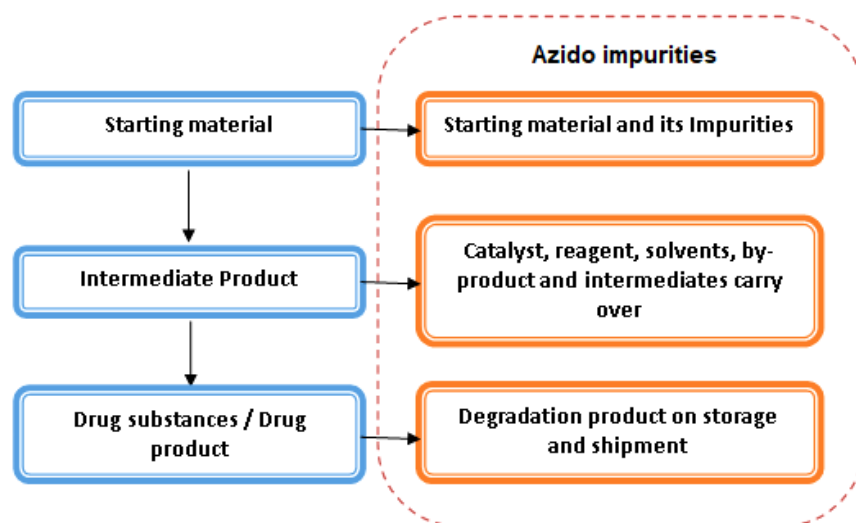 Azido impurities
Starting material
Starting material and its Impurities
Intermediate Product
Catalyst, reagent, solvents, by-
product and intermediates carry
over
Drug substances / Drug
product
Degradation product on storage
and shipment